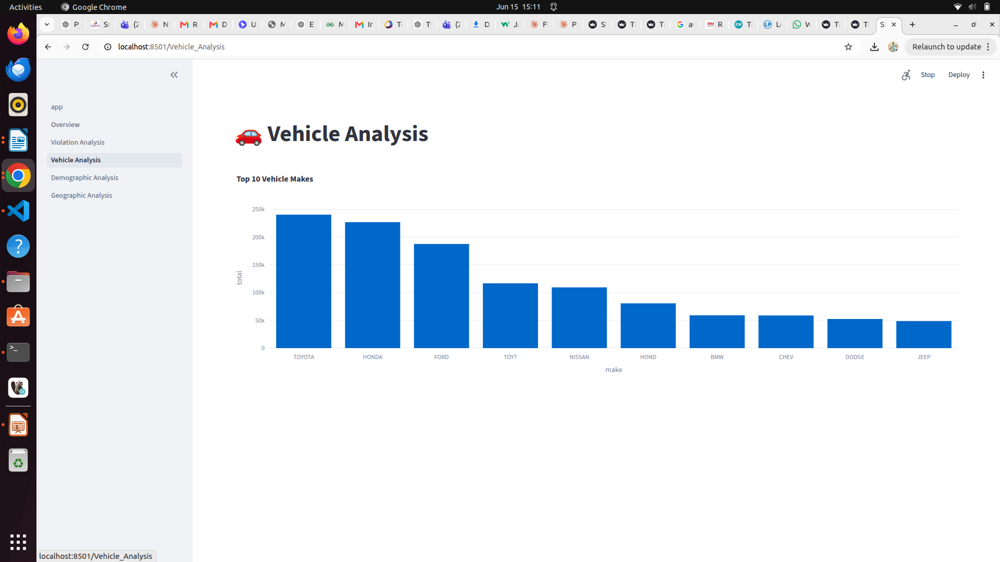 Activities Google Chrome Jun 15 15:11
localhost:8501/Vehicle_Analysis Relaunch to update
Stop Deploy
app
Overview
Violation Analysis
Vehicle Analysis
Demographic Analysis
Geographic Analysis
Vehicle Analysis
Top 10 Vehicle Makes
250k
200k
150k
100k
50k
0
total
TOYOTA HONDA FORD TOYT NISSAN HOND BMW CHEV DODGE JEEP
make
localhost:8501/Vehicle_Analysis